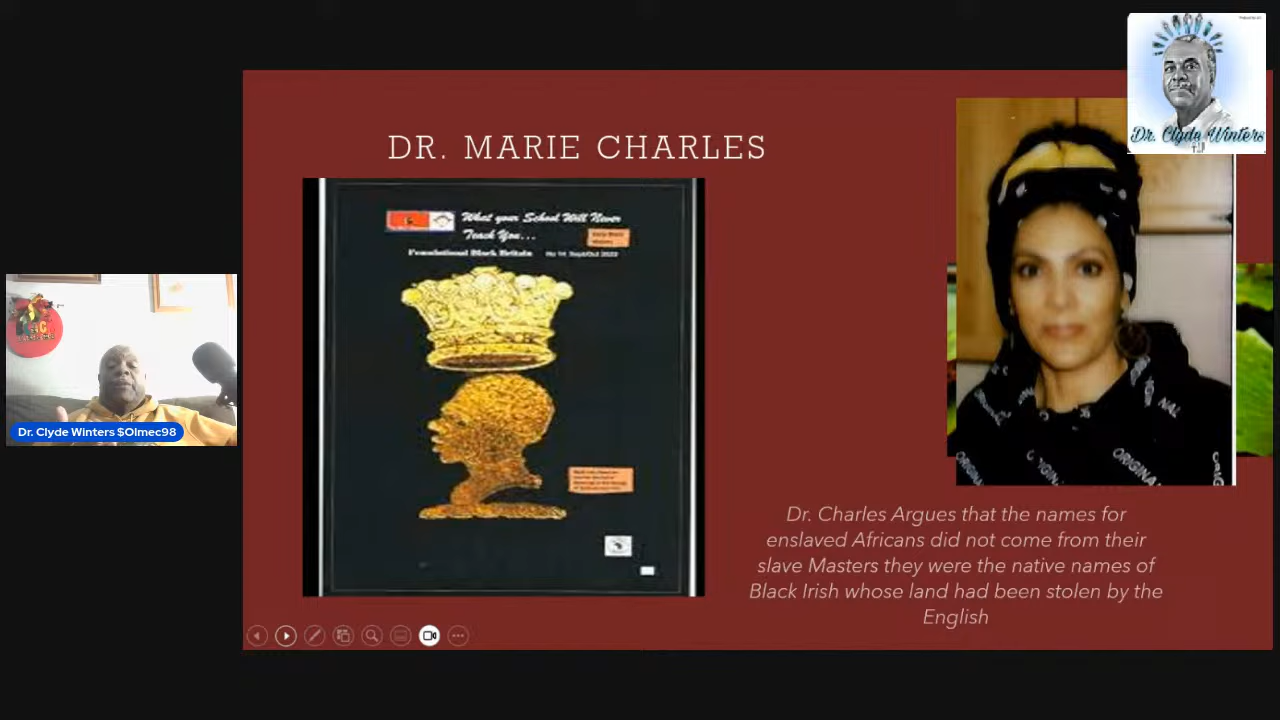 Dr. Clyde Winters
DR. MARIE CHARLES
What your School Will Never
Teach You...
Foundational Black Britain
Dr. Clyde Winters $Olmec98
ORIGINAL
Dr. Charles Argues that the names for
enslaved Africans did not come from their
slave Masters they were the native names of
Black Irish whose land had been stolen by the
English